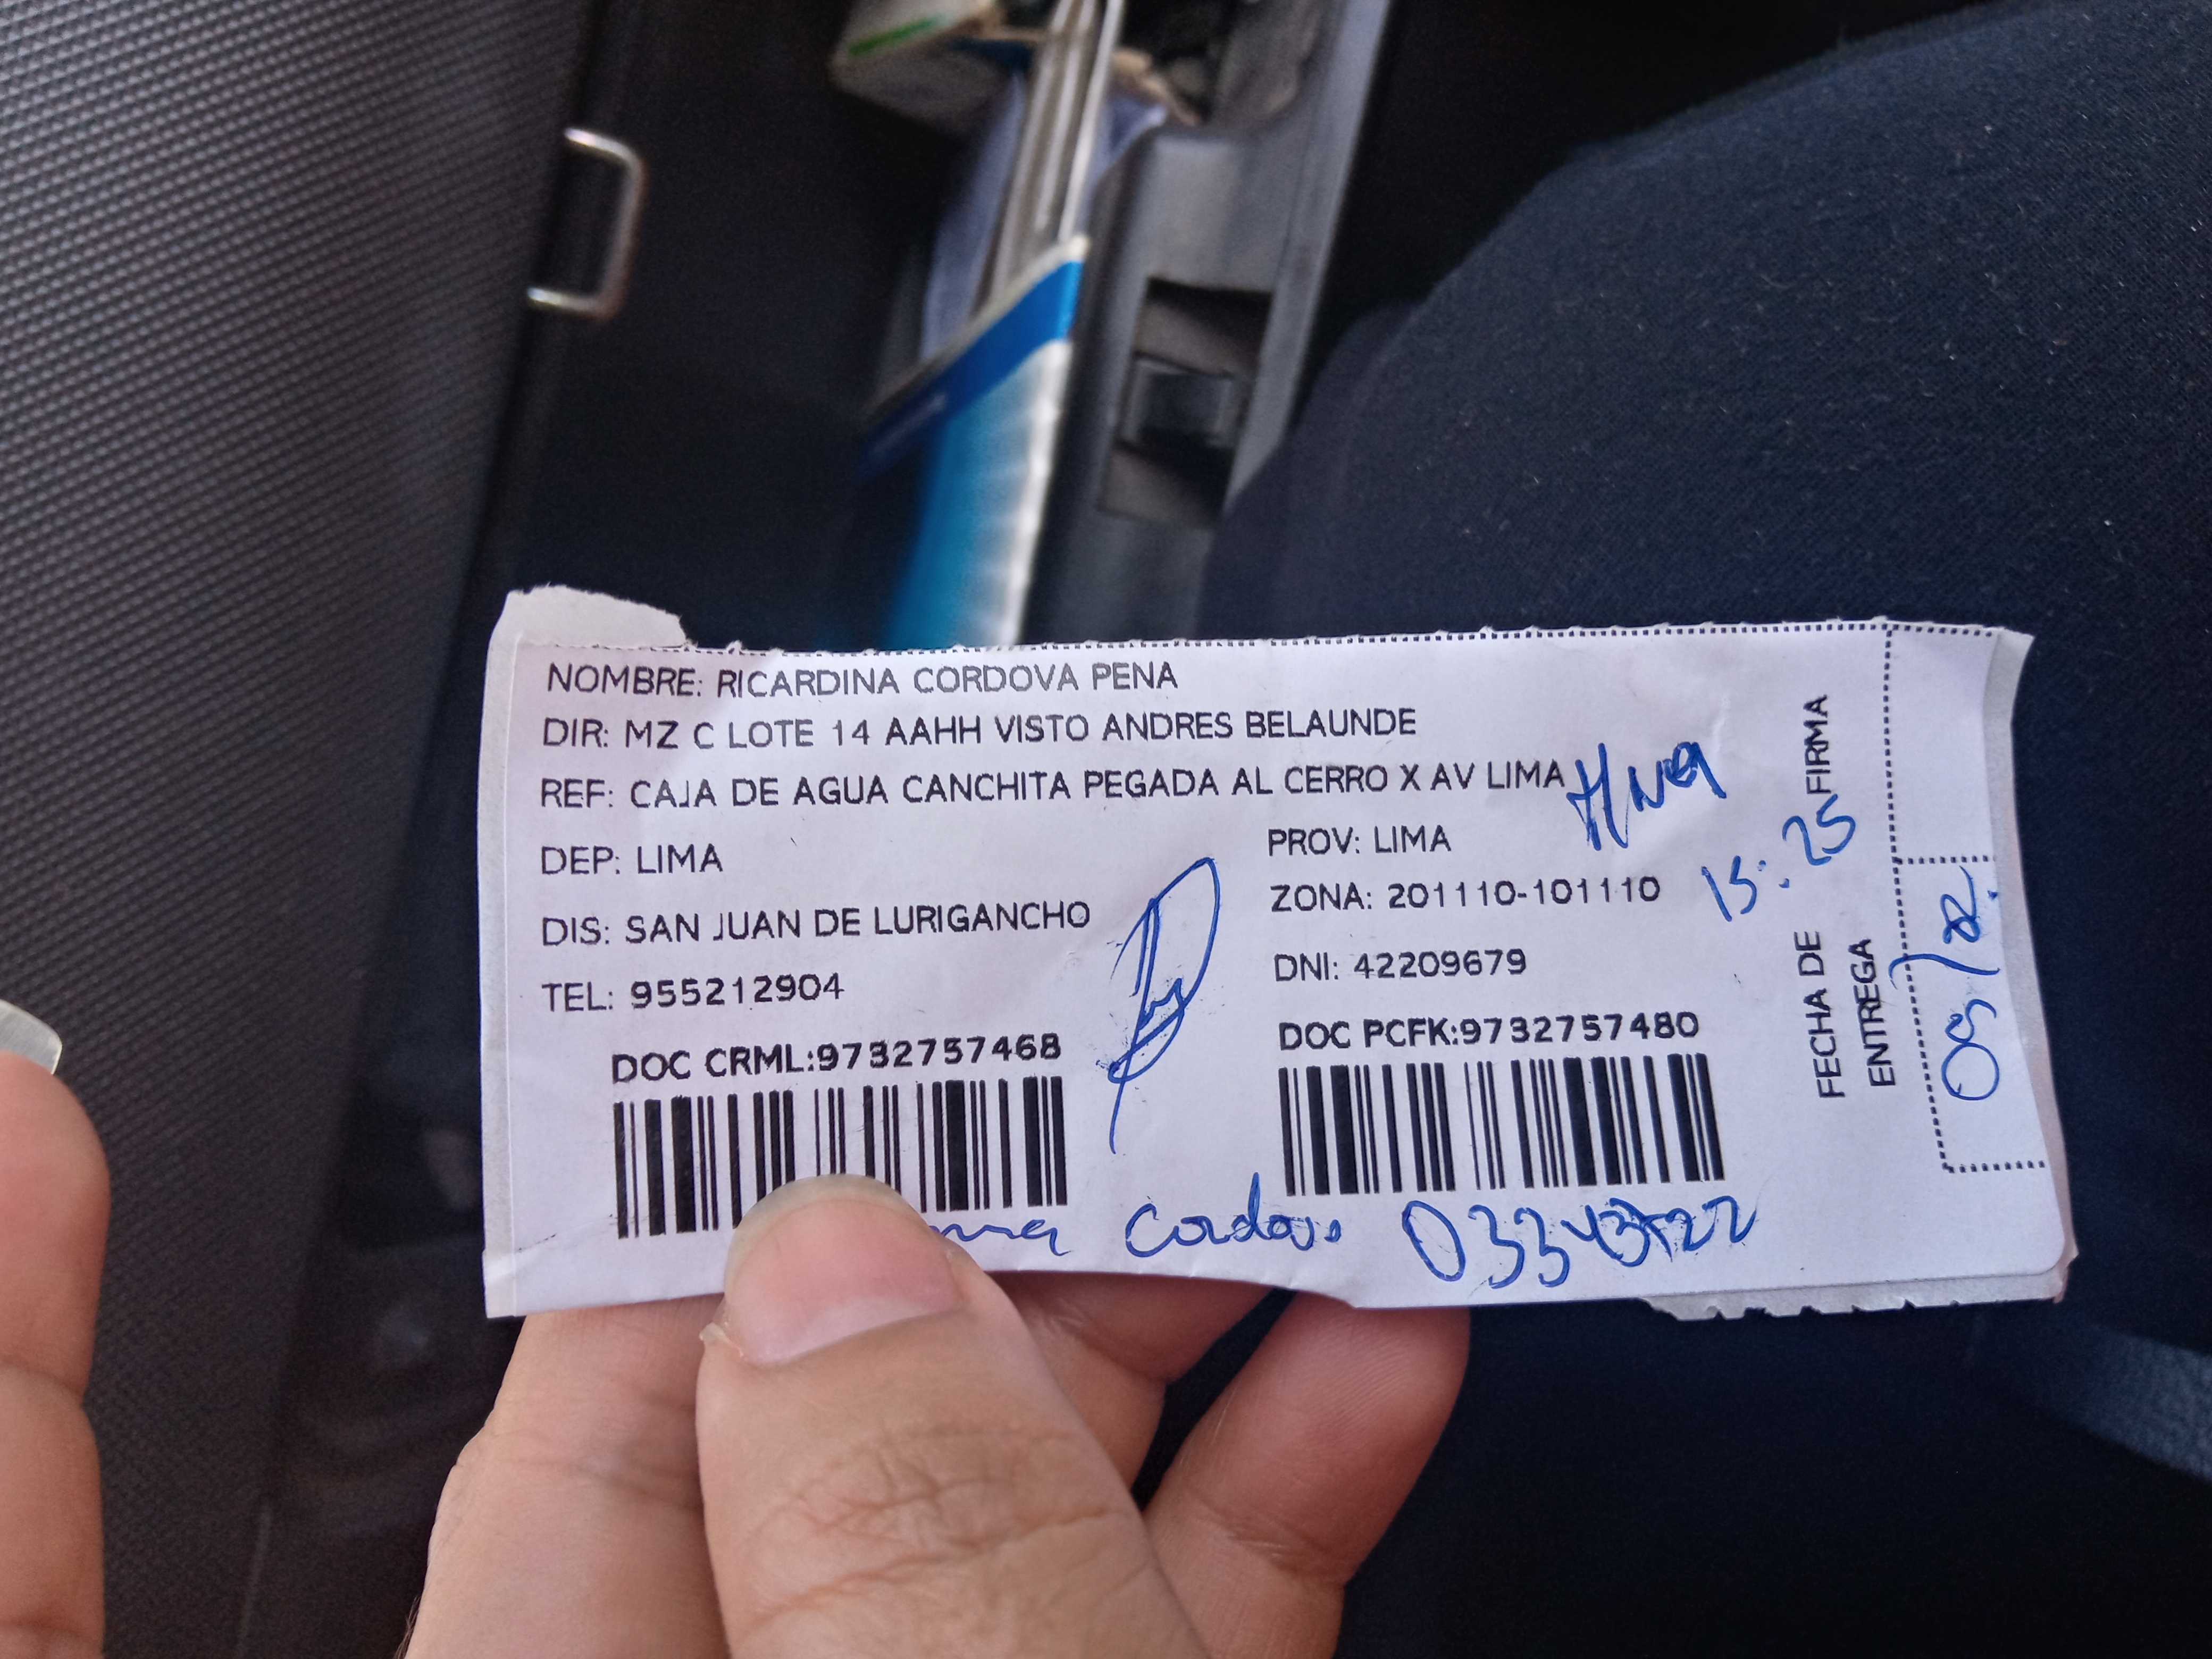 NOMBRE: RICARDINA CORDOVA PENA
DIR: MZ C LOTE 14 AAHH VISTO ANDRES BELAUNDE
REF: CAJA DE AGUA CANCHITA PEGADA AL CERRO X AV LIMA
DEP: LIMA
PROV: LIMA
DIS: SAN JUAN DE LURIGANCHO
ZONA: 201110-101110
TEL: 955212904
DNI: 42209679
DOC CRML:9732757468
DOC PCFK:9732757480
FIRMA
15:25
FECHA DE
ENTREGA